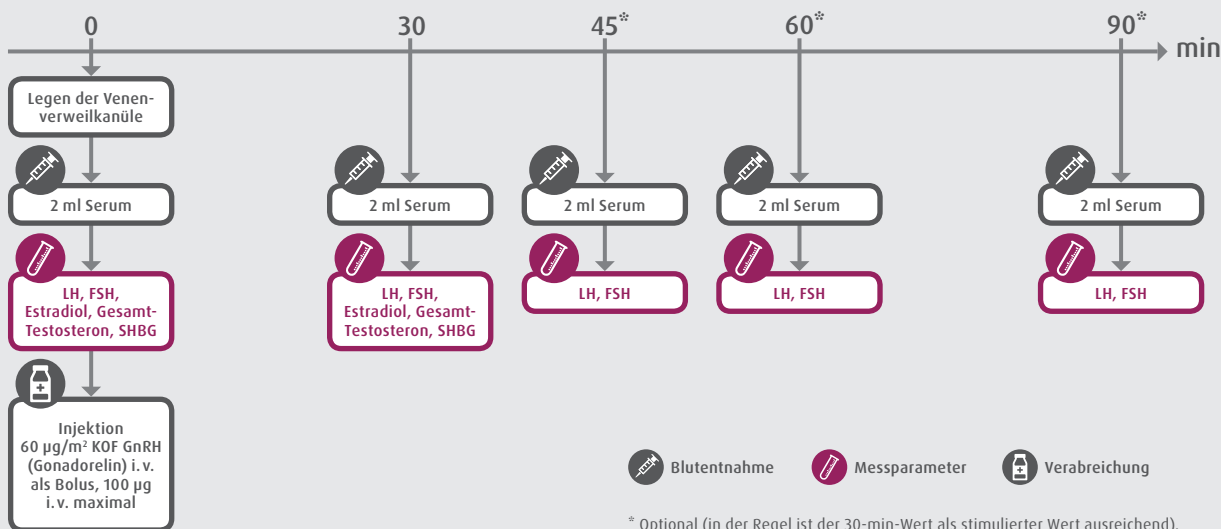 0
30
45*
60*
90*
min
Legen der Venen-
verweilkanüle
2 ml Serum
2 ml Serum
2 ml Serum
2 ml Serum
2 ml Serum
LH, FSH,
Estradiol, Gesamt-
Testosteron, SHBG
LH, FSH,
Estradiol, Gesamt-
Testosteron, SHBG
LH, FSH
LH, FSH
LH, FSH
Injektion
60 µg/m² KOF GnRH
(Gonadorelin) i. v.
als Bolus, 100 µg
i. v. maximal
Blutentnahme
Messparameter
Verabreichung
* Optional (in der Regel ist der 30-min-Wert als stimulierter Wert ausreichend).